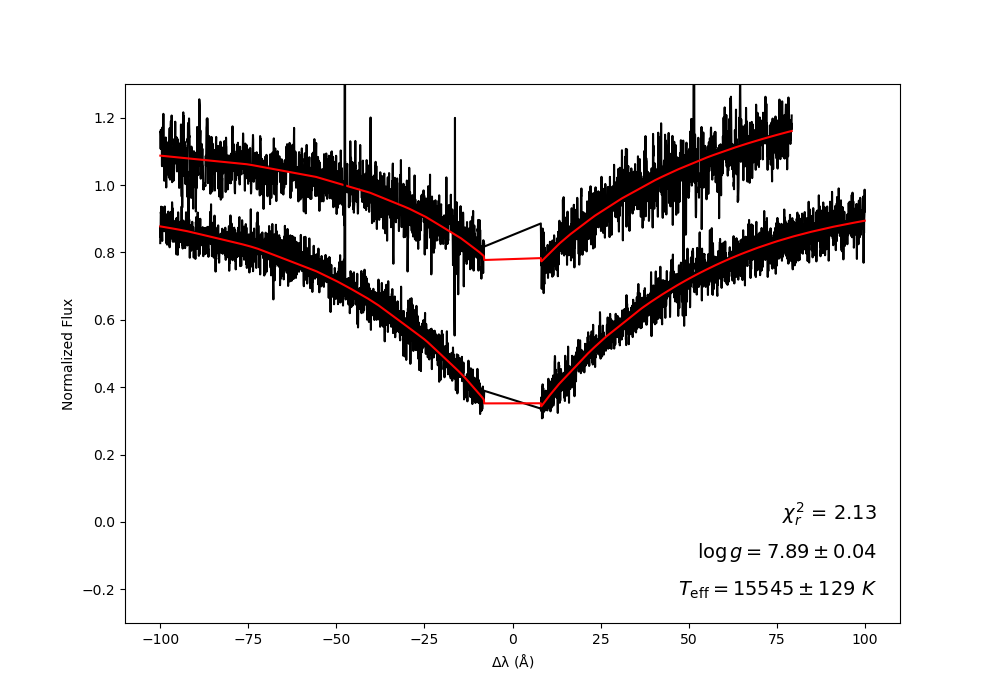 1.2
1.0
0.8
0.6
0.4
0.2
0.0
−0.2
Normalized Flux
χ²ᵣ = 2.13
log g = 7.89 ± 0.04
T_eff = 15545 ± 129 K
−100 −75 −50 −25 0 25 50 75 100
Δλ (Å)